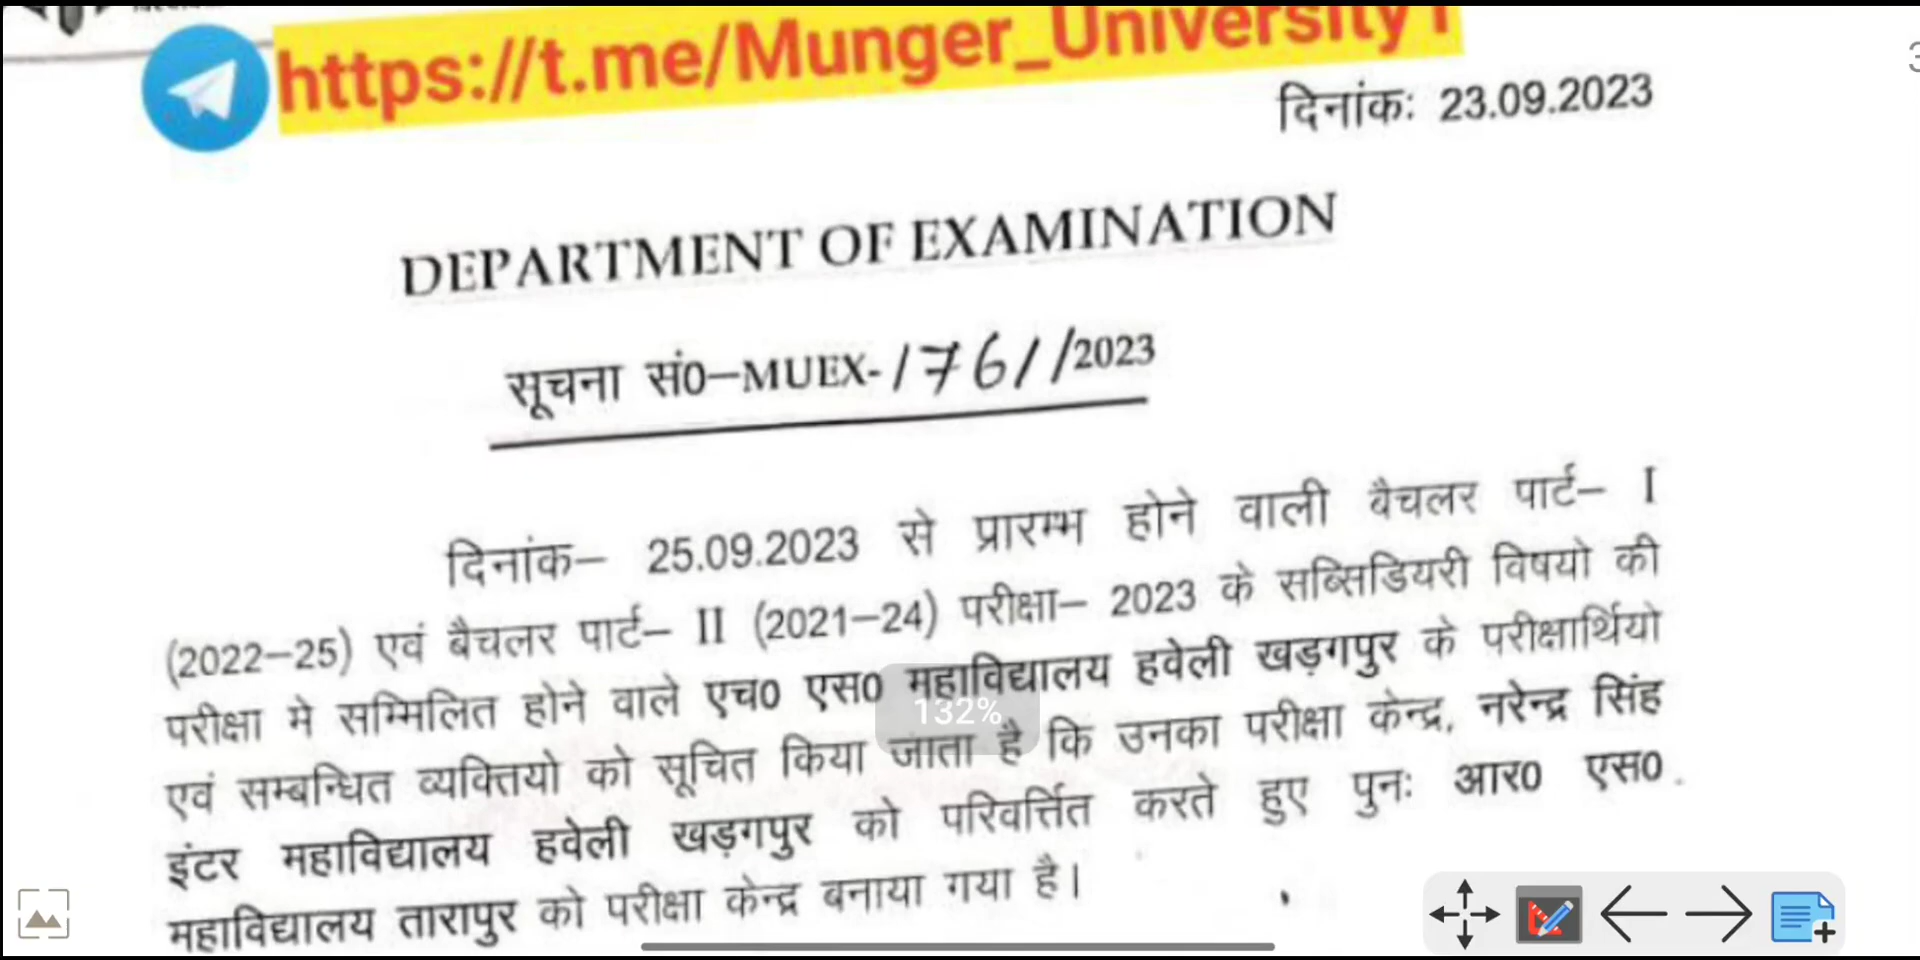 https://t.me/Munger_University1
दिनांक: 23.09.2023
DEPARTMENT OF EXAMINATION
सूचना सं0–MUEX-1761/2023
दिनांक– 25.09.2023 से प्रारम्भ होने वाली बैचलर पार्ट– I
(2022–25) एवं बैचलर पार्ट– II (2021–24) परीक्षा– 2023 के सब्सिडियरी विषयो की
परीक्षा मे सम्मिलित होने वाले एच0 एस0 महाविद्यालय हवेली खड़गपुर के परीक्षार्थियो
एवं सम्बन्धित व्यक्तियो को सूचित किया जाता है कि उनका परीक्षा केन्द्र, नरेन्द्र सिंह
इंटर महाविद्यालय हवेली खड़गपुर को परिवर्त्तित करते हुए पुनः आर0 एस0
महाविद्यालय तारापुर को परीक्षा केन्द्र बनाया गया है।
132%